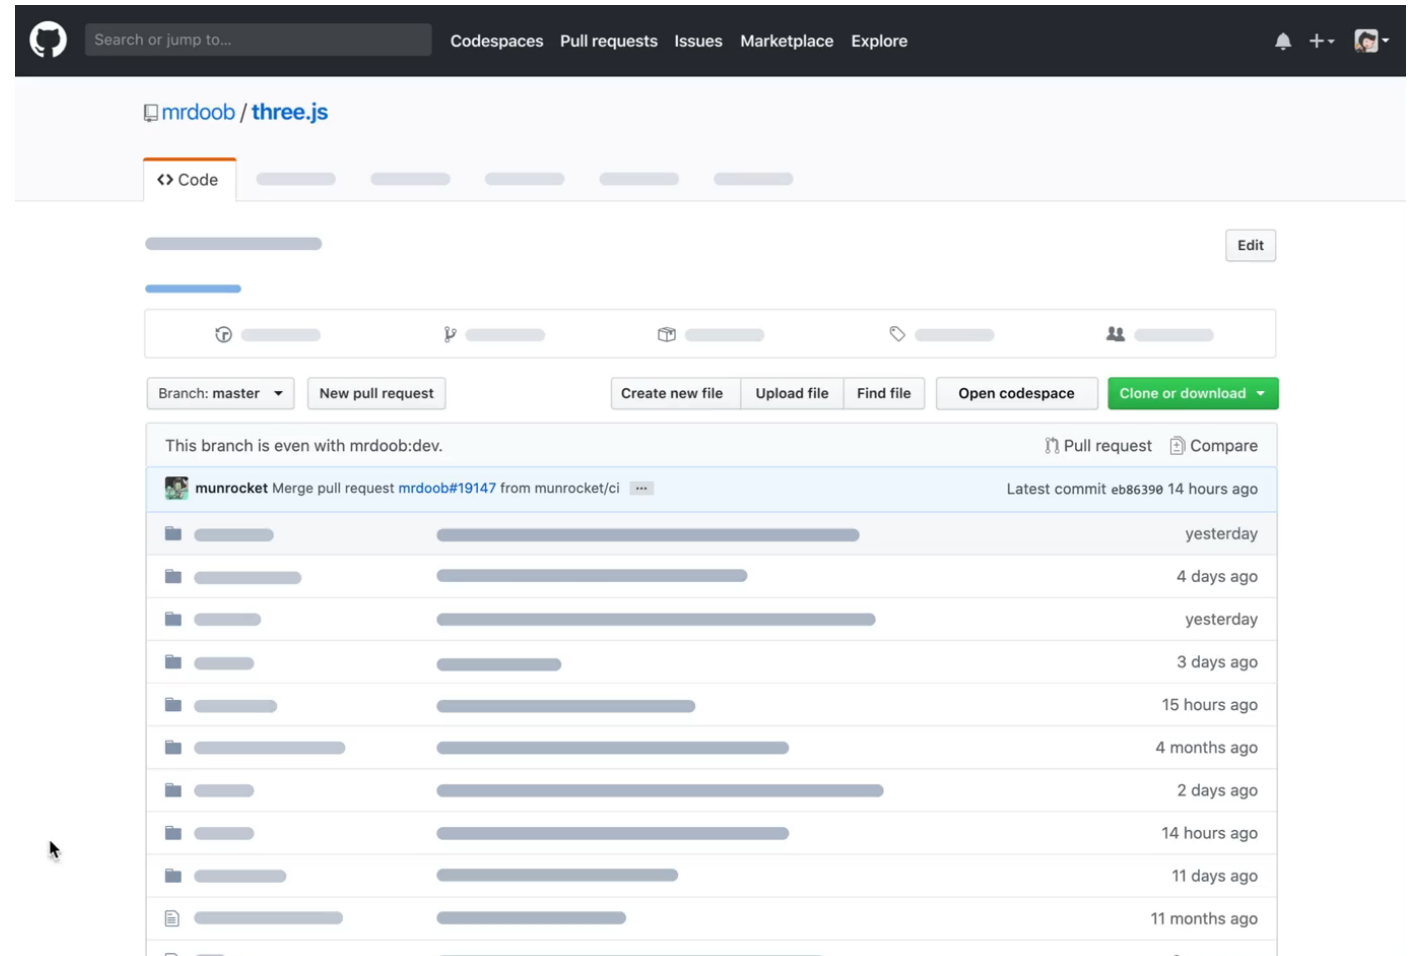 Search or jump to...
Codespaces Pull requests Issues Marketplace Explore
mrdoob / three.js
<> Code
Edit
Branch: master New pull request Create new file Upload file Find file Open codespace Clone or download
This branch is even with mrdoob:dev. Pull request Compare
munrocket Merge pull request mrdoob#19147 from munrocket/ci ... Latest commit eb86390 14 hours ago
yesterday
4 days ago
yesterday
3 days ago
15 hours ago
4 months ago
2 days ago
14 hours ago
11 days ago
11 months ago